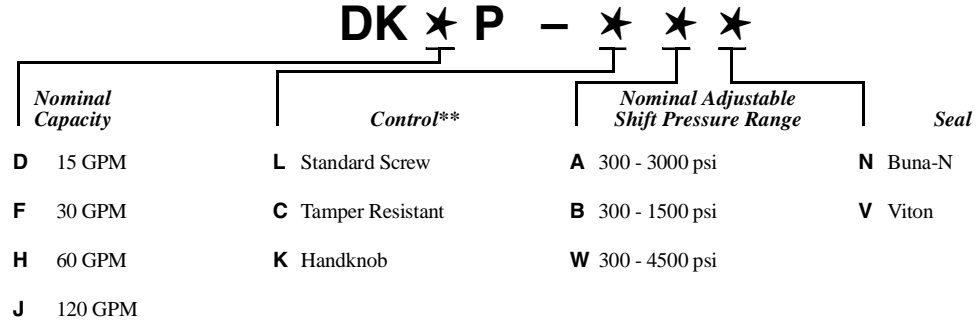 DK ★ P – ★ ★ ★
Nominal Capacity
Control**
Nominal Adjustable Shift Pressure Range
Seal
D 15 GPM
L Standard Screw
A 300 - 3000 psi
N Buna-N
F 30 GPM
C Tamper Resistant
B 300 - 1500 psi
V Viton
H 60 GPM
K Handknob
W 300 - 4500 psi
J 120 GPM